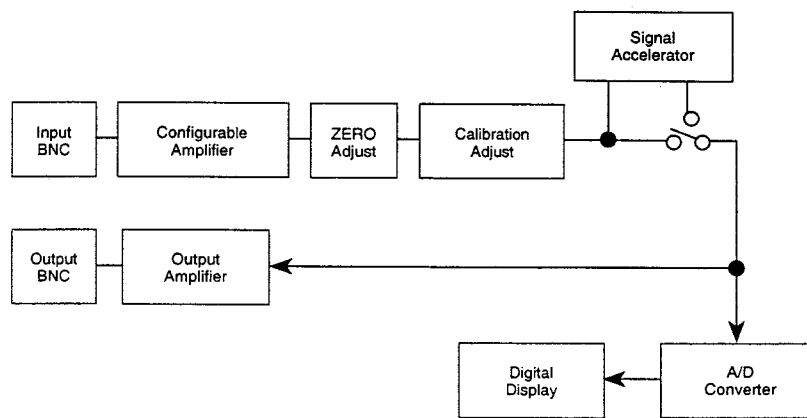 Signal
Accelerator
Input
BNC
Configurable
Amplifier
ZERO
Adjust
Calibration
Adjust
Output
BNC
Output
Amplifier
Digital
Display
A/D
Converter